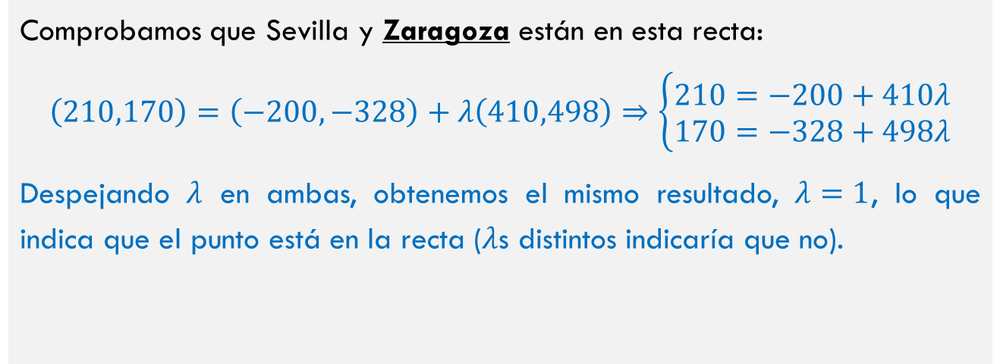 Comprobamos que Sevilla y Zaragoza están en esta recta:
(210,170) = (−200, −328) + λ(410,498) ⇒ {210 = −200 + 410λ
170 = −328 + 498λ
Despejando λ en ambas, obtenemos el mismo resultado, λ = 1, lo que
indica que el punto está en la recta (λs distintos indicaría que no).